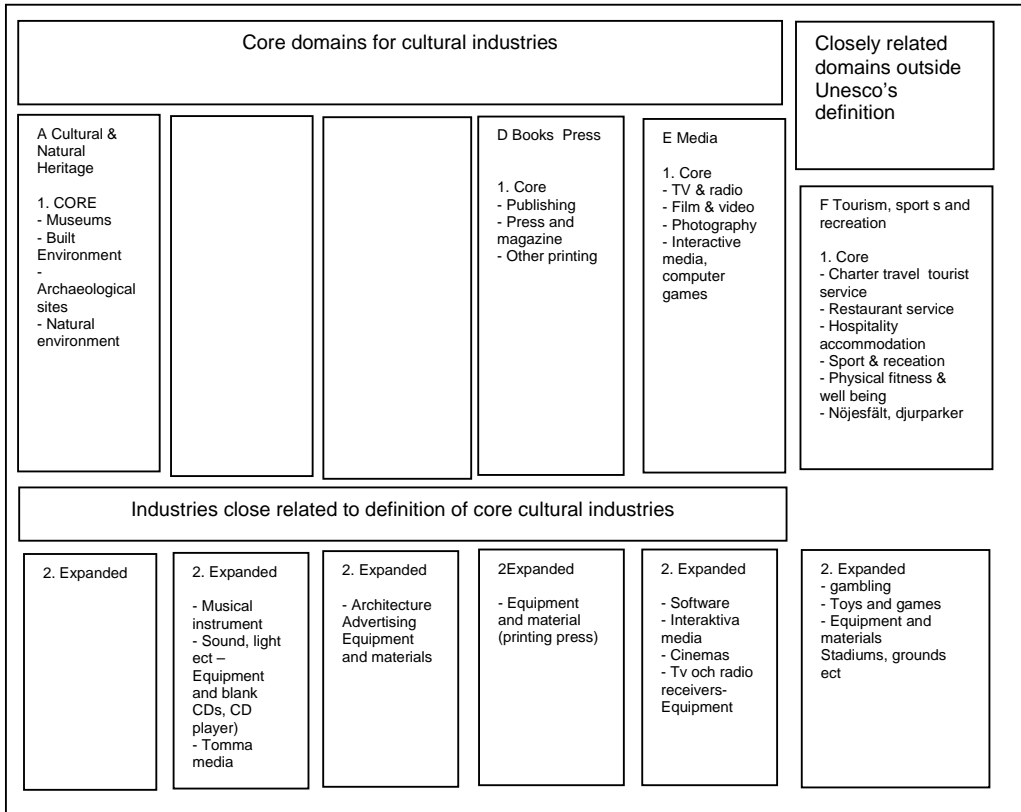 Core domains for cultural industries
Closely related
domains outside
Unesco's
definition
A Cultural &
Natural
Heritage
1. CORE
- Museums
- Built
Environment
-
Archaeological
sites
- Natural
environment
D Books Press
1. Core
- Publishing
- Press and
magazine
- Other printing
E Media
1. Core
- TV & radio
- Film & video
- Photography
- Interactive
media,
computer
games
F Tourism, sport s and
recreation
1. Core
- Charter travel tourist
service
- Restaurant service
- Hospitality
accommodation
- Sport & receation
- Physical fitness &
well being
- Nöjesfält, djurparker
Industries close related to definition of core cultural industries
2. Expanded
2. Expanded
- Musical
instrument
- Sound, light
ect –
Equipment
and blank
CDs, CD
player)
- Tomma
media
2. Expanded
- Architecture
Advertising
Equipment
and materials
2Expanded
- Equipment
and material
(printing press)
2. Expanded
- Software
- Interaktiva
media
- Cinemas
- Tv och radio
receivers-
Equipment
2. Expanded
- gambling
- Toys and games
- Equipment and
materials
Stadiums, grounds
ect